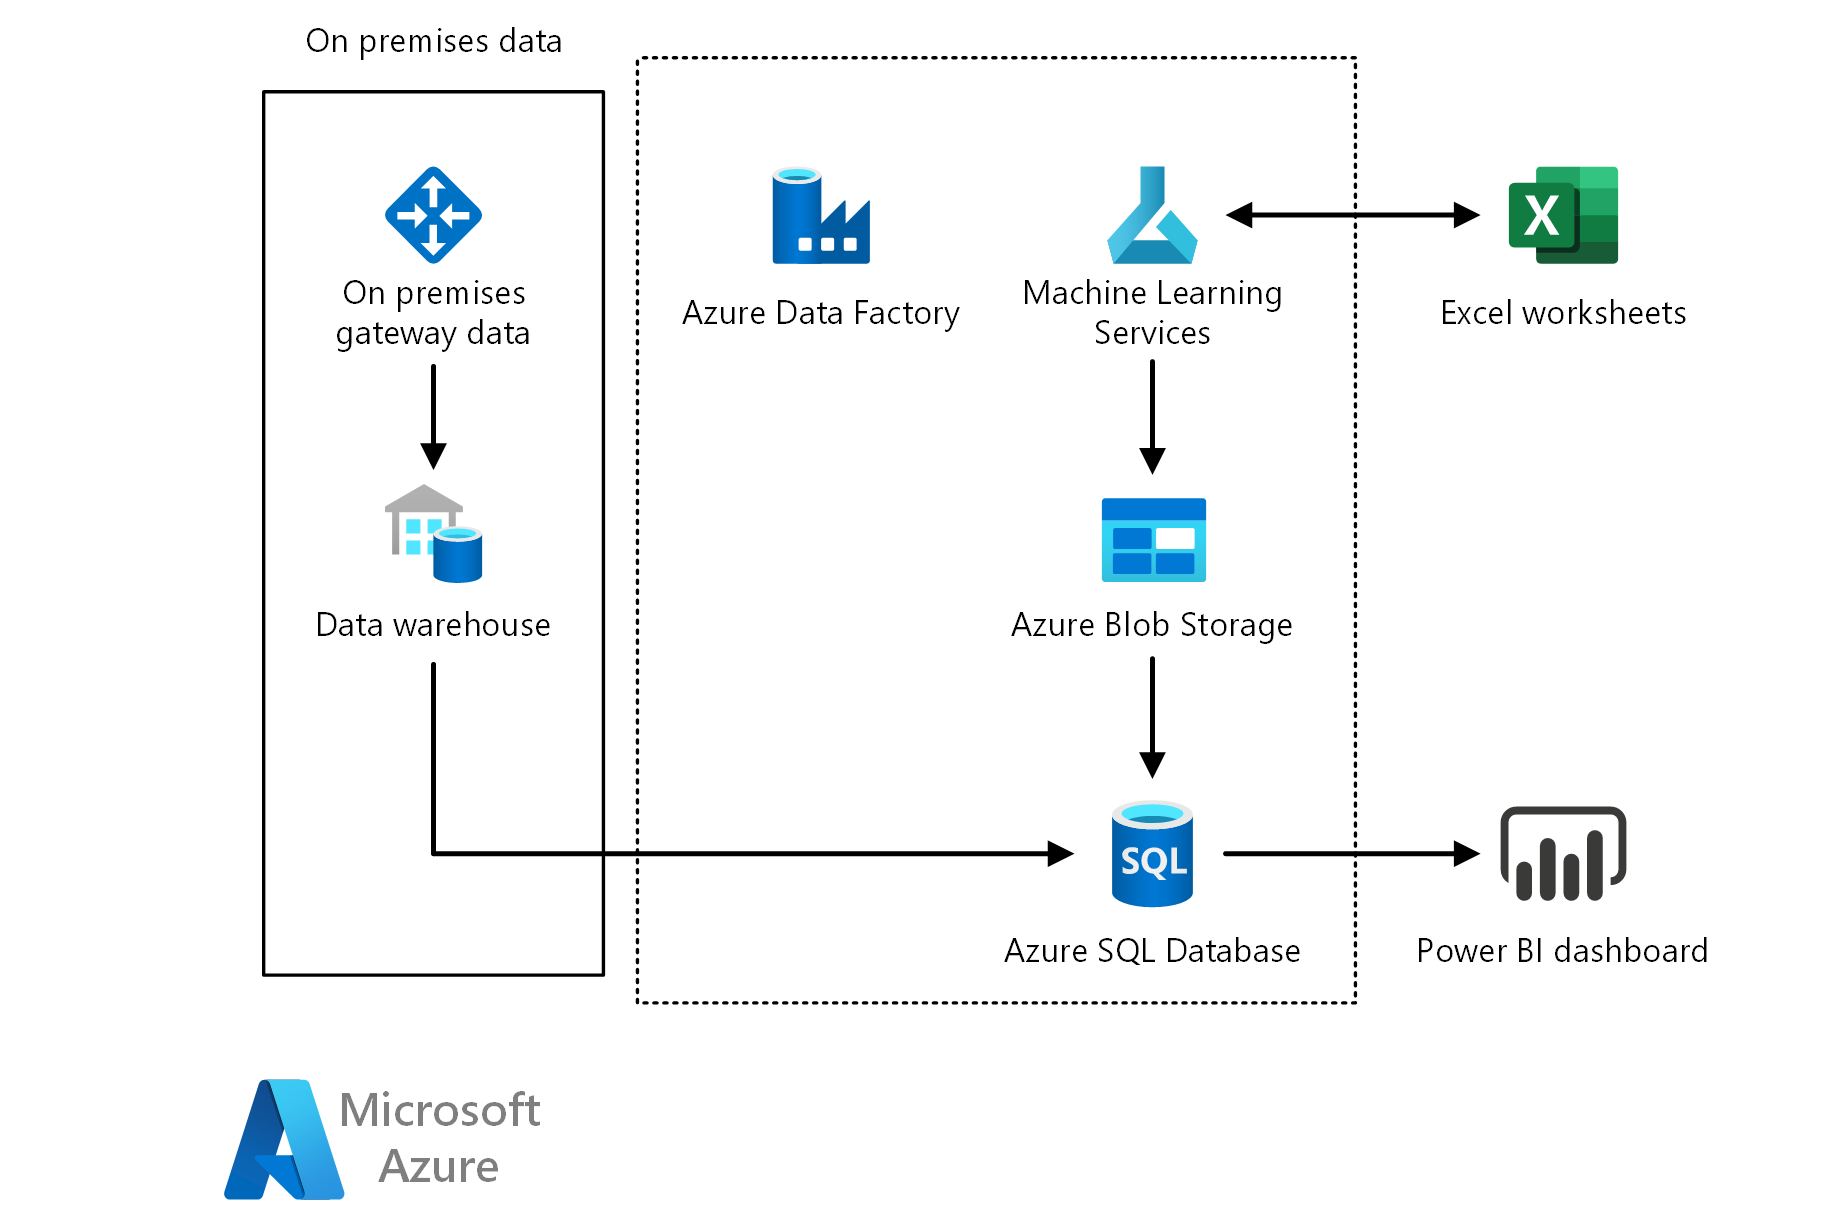 On premises data
On premises
gateway data
Azure Data Factory
Machine Learning
Services
X
Excel worksheets
Data warehouse
Azure Blob Storage
SQL
Azure SQL Database
Power BI dashboard
Microsoft
Azure